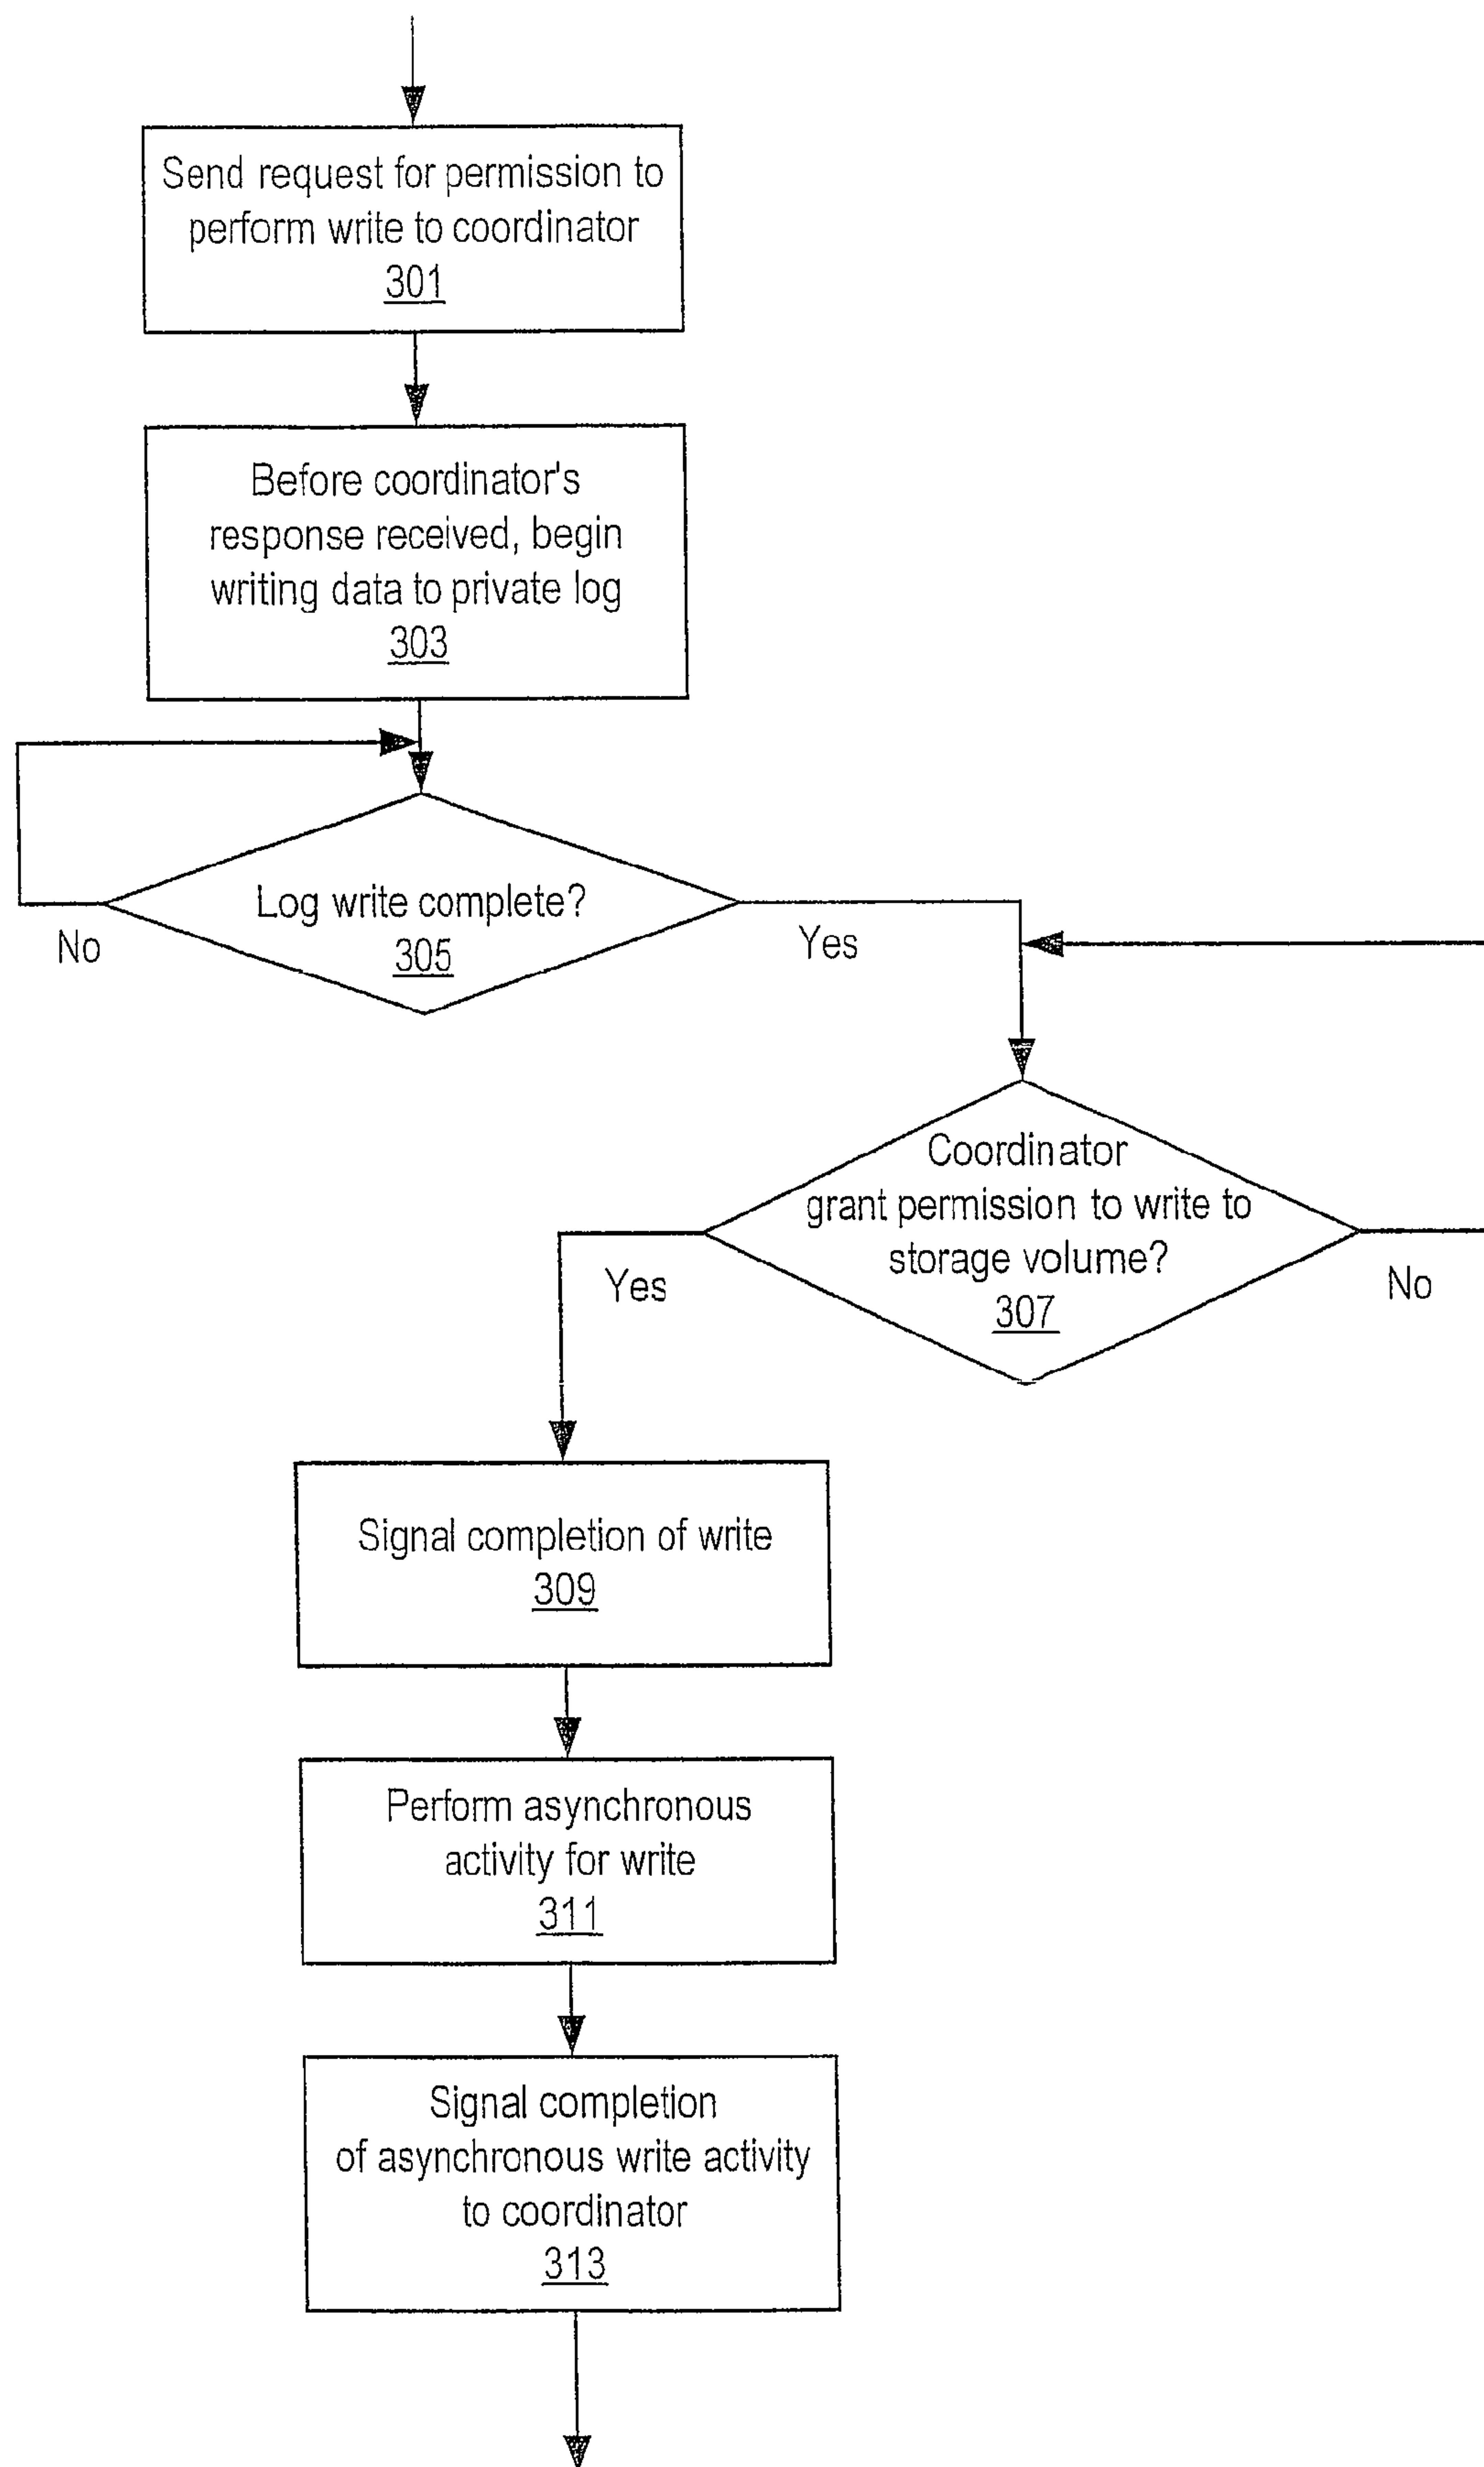 Send request for permission to
perform write to coordinator
301
Before coordinator's
response received, begin
writing data to private log
303
Log write complete?
305
No
Yes
Coordinator
grant permission to write to
storage volume?
307
Yes
No
Signal completion of write
309
Perform asynchronous
activity for write
311
Signal completion
of asynchronous write activity
to coordinator
313